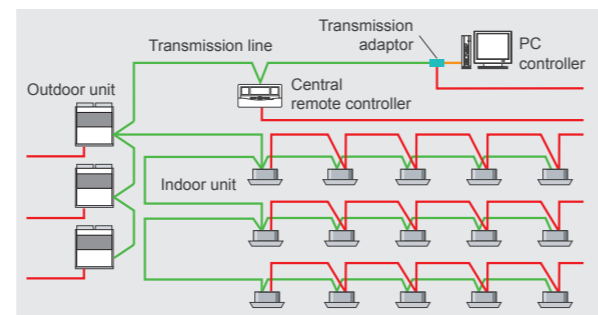 Transmission
adaptor
PC
controller
Transmission line
Central
remote controller
Outdoor unit
Indoor unit